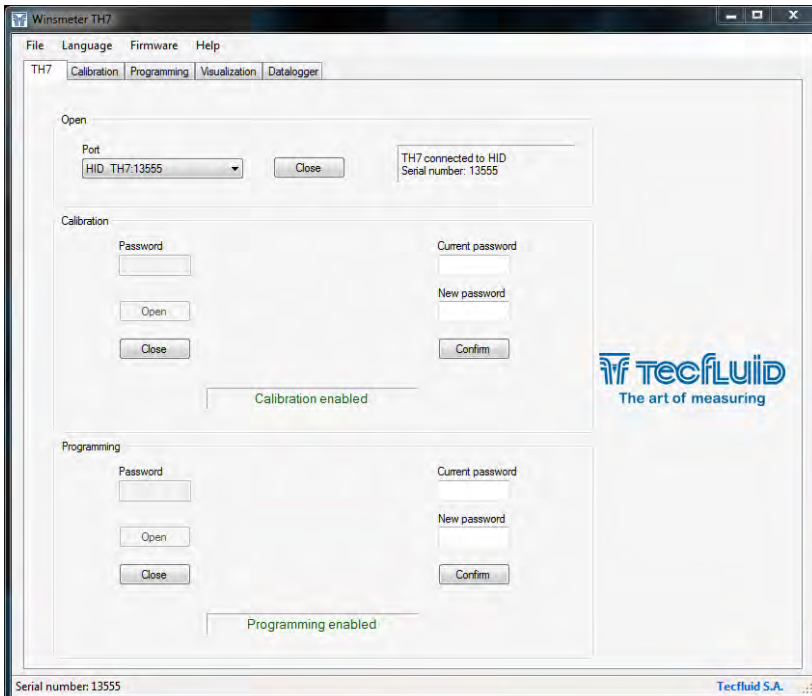 Winsmeter TH7
File Language Firmware Help
TH7 Calibration Programming Visualization Datalogger
Open
Port
HID TH7:13555
Close
TH7 connected to HID
Serial number: 13555
Calibration
Password
Current password
New password
Open
Close
Confirm
Calibration enabled
TECFLUID
The art of measuring
Programming
Password
Current password
New password
Open
Close
Confirm
Programming enabled
Serial number: 13555
Tecfluid S.A.